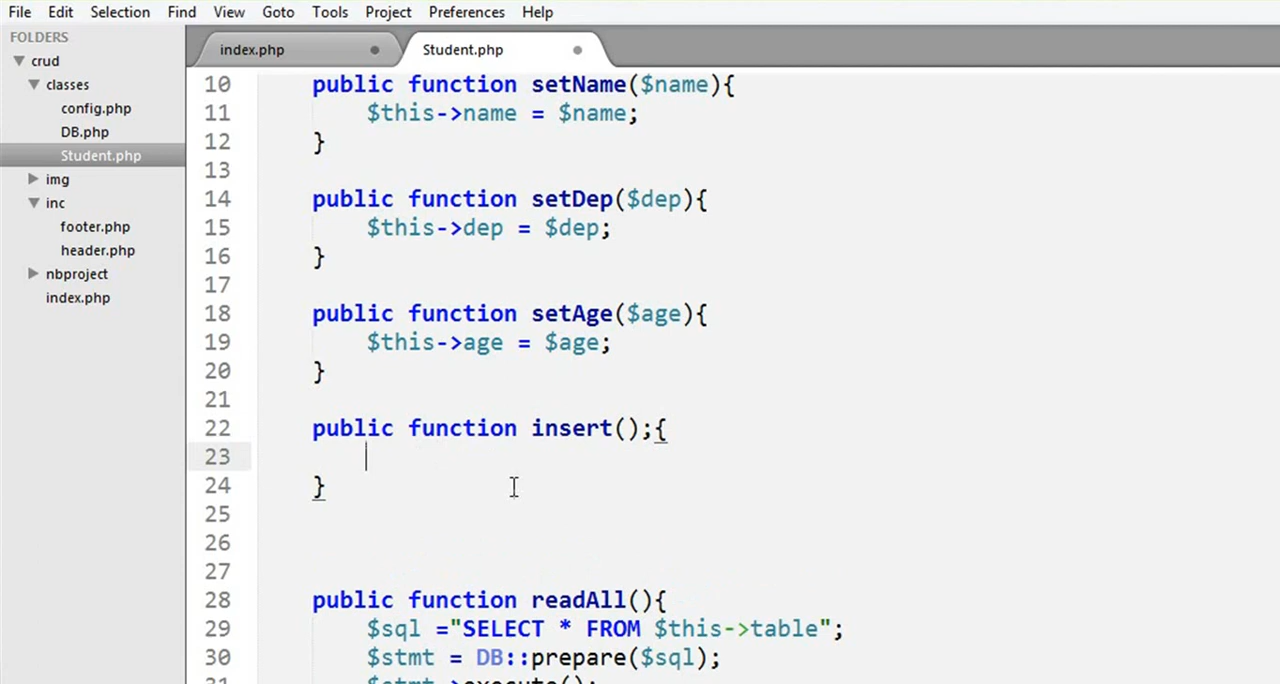 File Edit Selection Find View Goto Tools Project Preferences Help
FOLDERS
crud
classes
config.php
DB.php
Student.php
img
inc
footer.php
header.php
nbproject
index.php
index.php Student.php
10 public function setName($name){
11 $this->name = $name;
12 }
13
14 public function setDep($dep){
15 $this->dep = $dep;
16 }
17
18 public function setAge($age){
19 $this->age = $age;
20 }
21
22 public function insert();{
23
24 }
25
26
27
28 public function readAll(){
29 $sql ="SELECT * FROM $this->table";
30 $stmt = DB::prepare($sql);
31 $stmt->execute();